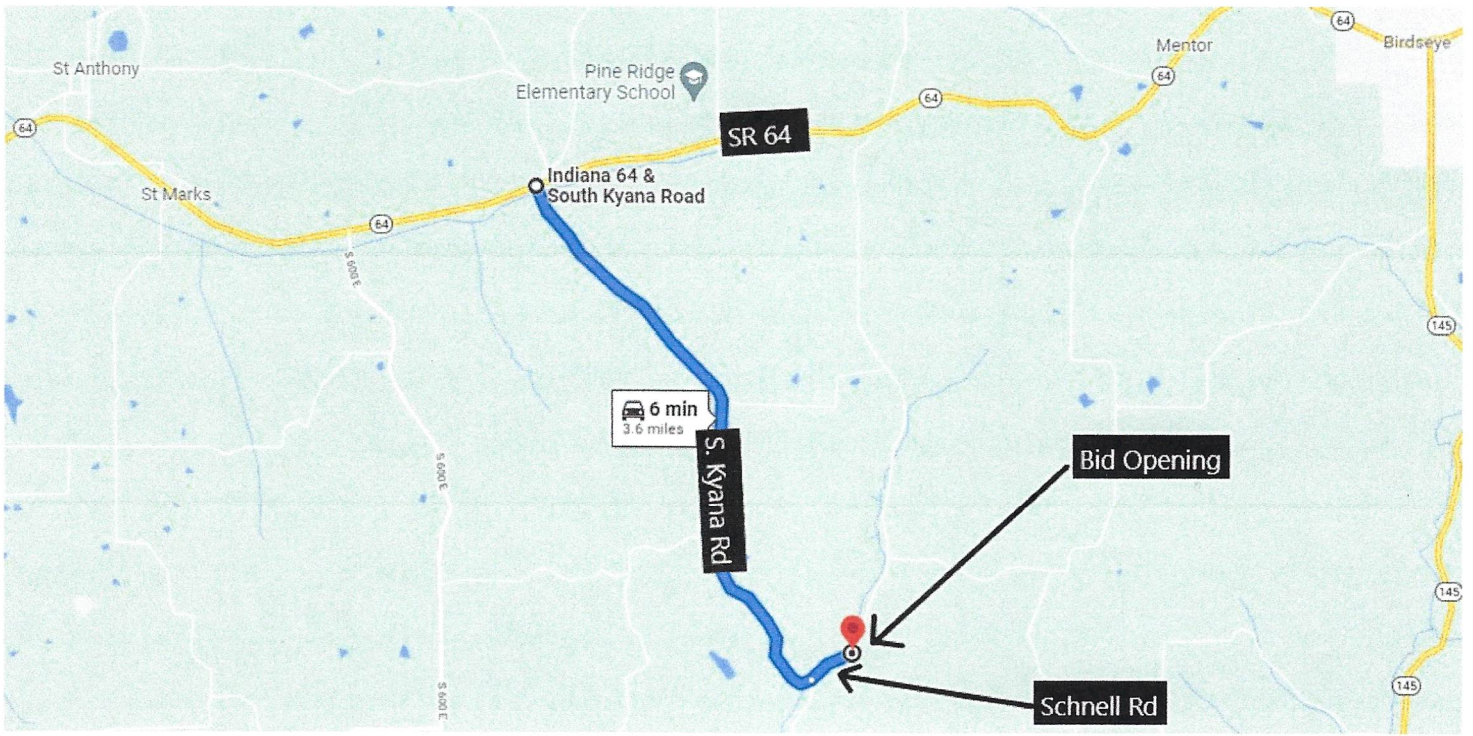 64
Birdseye
Mentor
St Anthony
Pine Ridge
Elementary School
64
64
64
SR 64
Indiana 64 &
South Kyana Road
St Marks
64
S 600 E
145
6 min
3.6 miles
S. Kyana Rd
Bid Opening
S 600 E
145
S 600 E
145
Schnell Rd